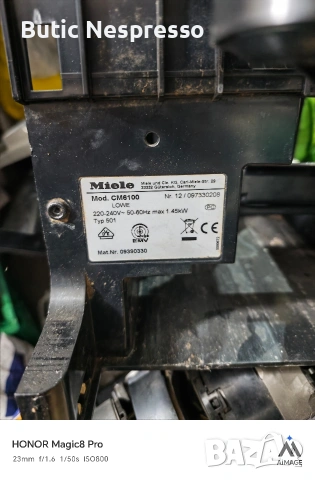 Butic Nespresso
Miele
Miele und Cie. KG, Carl-Miele-Str. 29
33332 Gütersloh, Germany
Mod. CM6100
Nr. 12 / 097330208
LOWE
220-240V~ 50-60Hz max 1.45kW
Typ 501
EMV
Mat Nr. 09390330
HONOR Magic8 Pro
23mm f/1.6 1/50s ISO800
AiMAGE
BAZAR